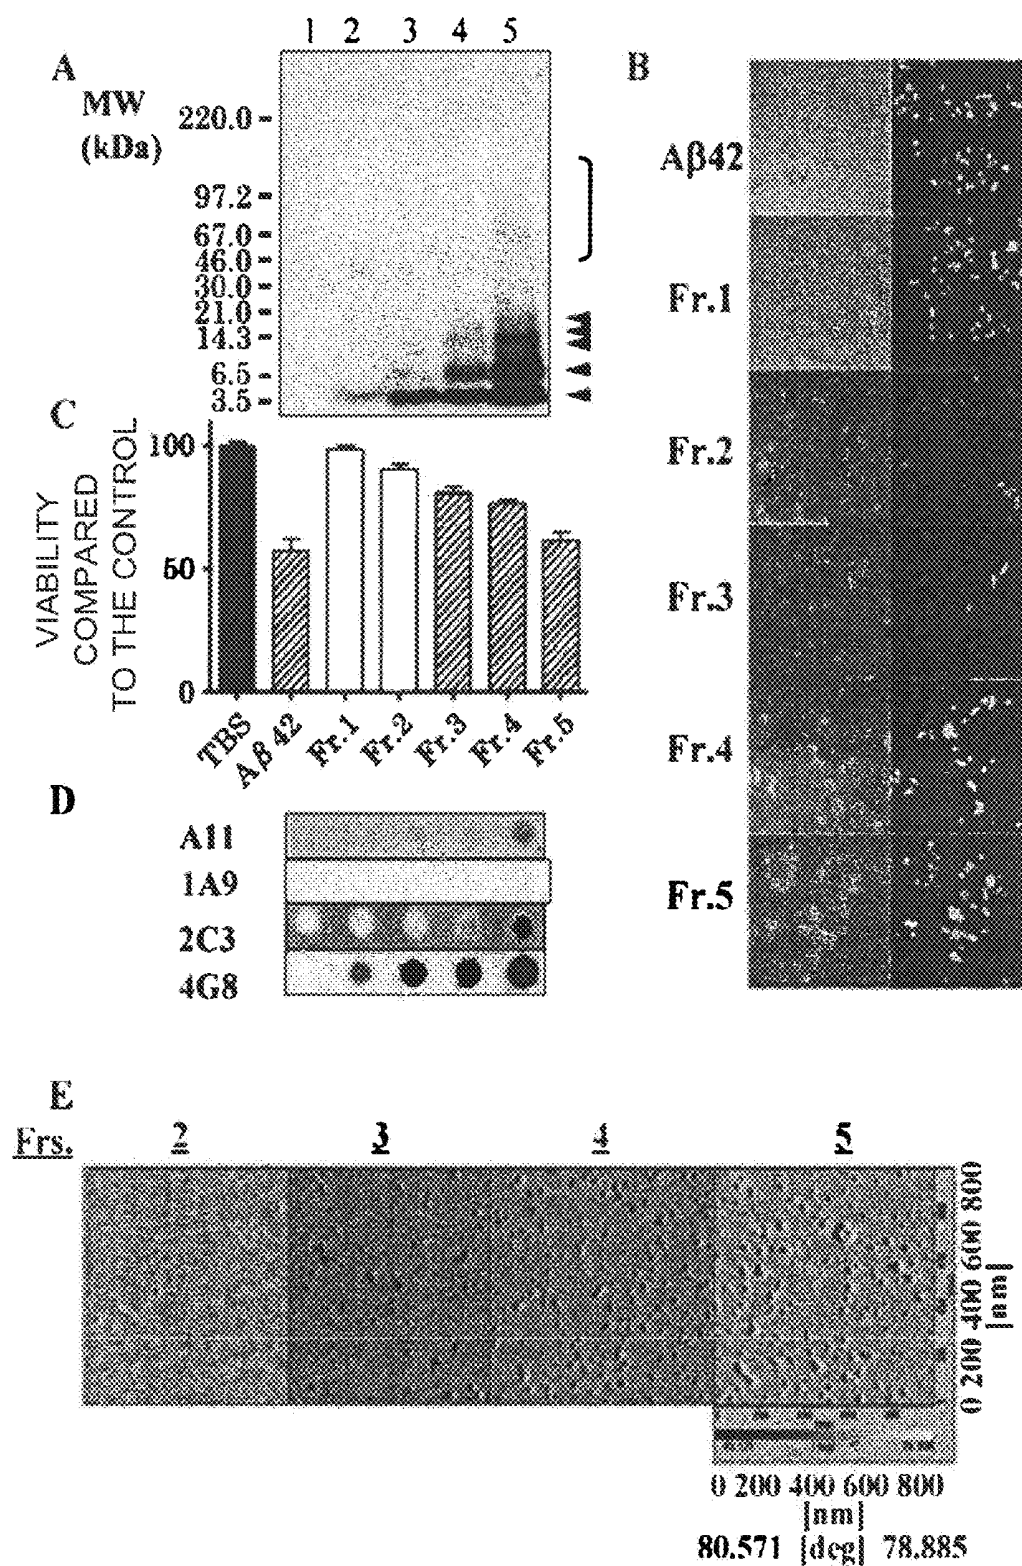 1 2 3 4 5
A
MW
(kDa)
220.0
97.2
67.0
46.0
30.0
21.0
14.3
6.5
3.5
B
Aβ42
Fr.1
Fr.2
Fr.3
Fr.4
Fr.5
C
VIABILITY
COMPARED
TO THE CONTROL
100
50
0
TBS
Aβ42
Fr.1
Fr.2
Fr.3
Fr.4
Fr.5
D
A11
1A9
2C3
4G8
E
Frs. 2 3 4 5
0 200 400 600 800
[nm]
0 200 400 600 800
[nm]
80.571 [deg] 78.885